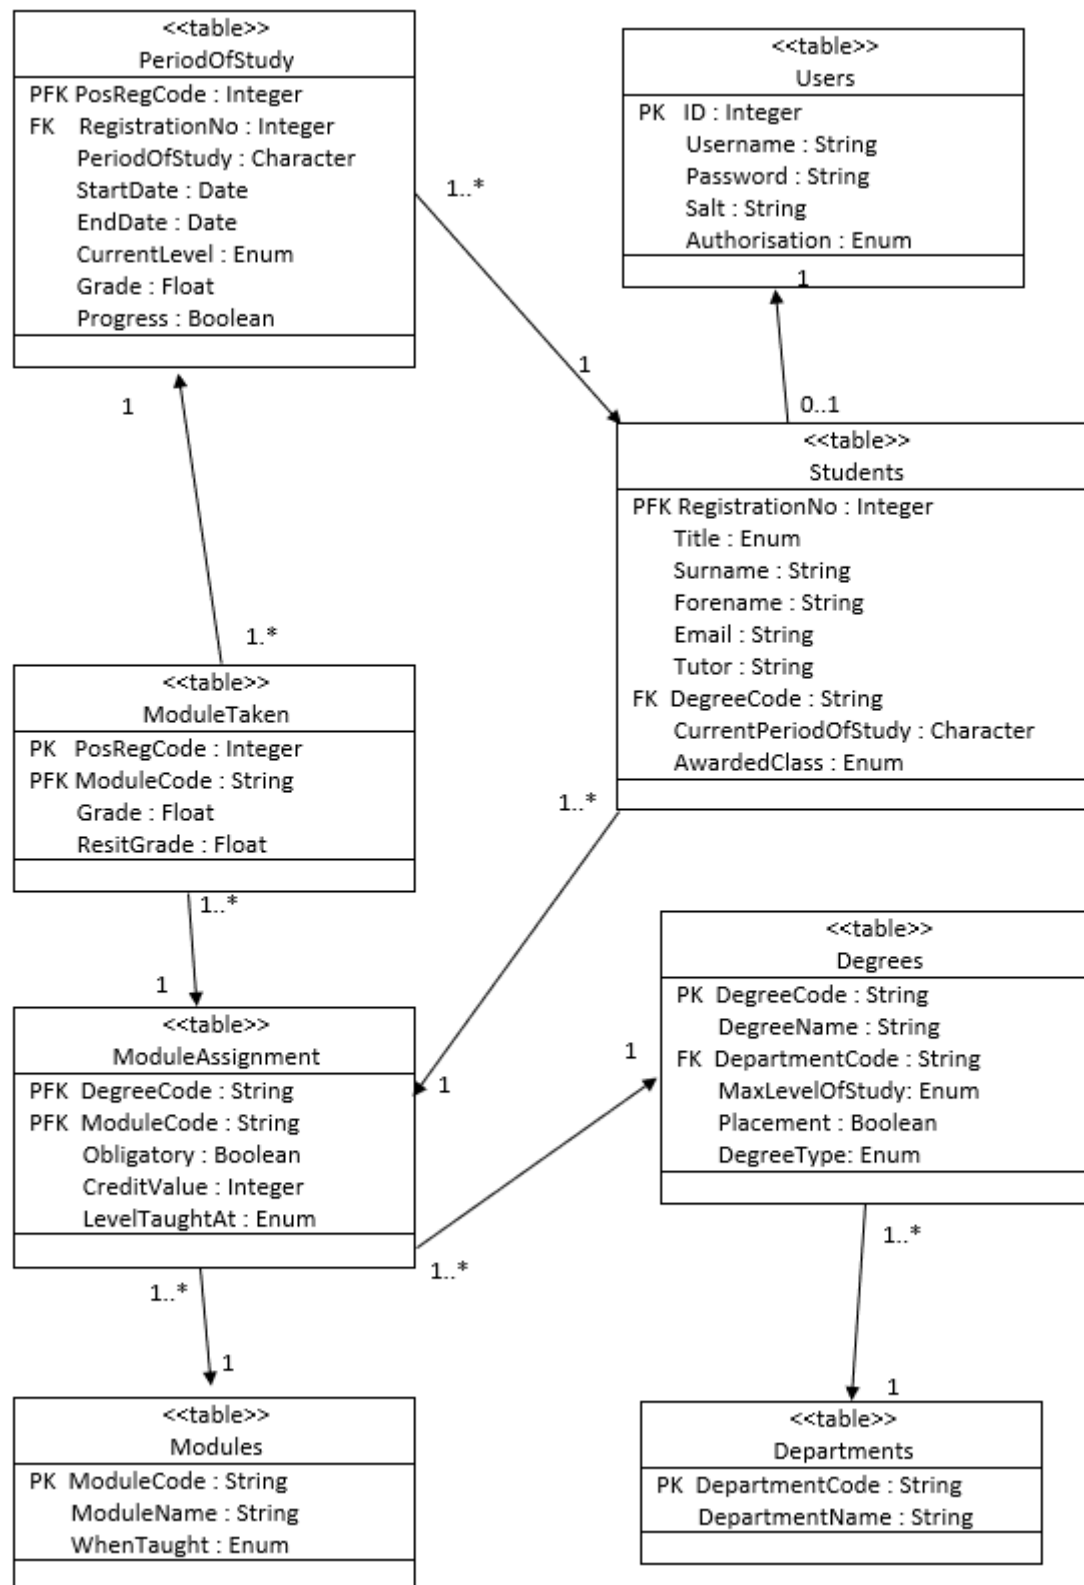 <<table>>
PeriodOfStudy
PFK PosRegCode : Integer
FK RegistrationNo : Integer
PeriodOfStudy : Character
StartDate : Date
EndDate : Date
CurrentLevel : Enum
Grade : Float
Progress : Boolean
1..*
1
<<table>>
Users
PK ID : Integer
Username : String
Password : String
Salt : String
Authorisation : Enum
1
0..1
<<table>>
Students
PFK RegistrationNo : Integer
Title : Enum
Surname : String
Forename : String
Email : String
Tutor : String
FK DegreeCode : String
CurrentPeriodOfStudy : Character
AwardedClass : Enum
1..*
1
1
1.*
<<table>>
ModuleTaken
PK PosRegCode : Integer
PFK ModuleCode : String
Grade : Float
ResitGrade : Float
1..*
1
<<table>>
ModuleAssignment
PFK DegreeCode : String
PFK ModuleCode : String
Obligatory : Boolean
CreditValue : Integer
LevelTaughtAt : Enum
1..*
1
1..*
1
<<table>>
Degrees
PK DegreeCode : String
DegreeName : String
FK DepartmentCode : String
MaxLevelOfStudy: Enum
Placement : Boolean
DegreeType: Enum
1..*
1
<<table>>
Modules
PK ModuleCode : String
ModuleName : String
WhenTaught : Enum
<<table>>
Departments
PK DepartmentCode : String
DepartmentName : String